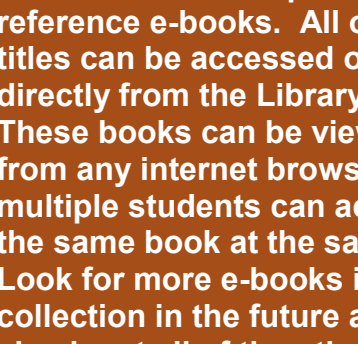 reference e-books. All
titles can be accessed
directly from the Library
These books can be
from any internet
multiple students can
the same book at the
Look for more e-books
collection in the future